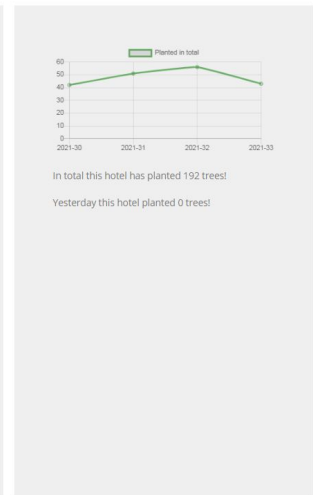 Planted in total
60
50
40
30
20
10
0
2021-30 2021-31 2021-32 2021-33
In total this hotel has planted 192 trees!
Yesterday this hotel planted 0 trees!